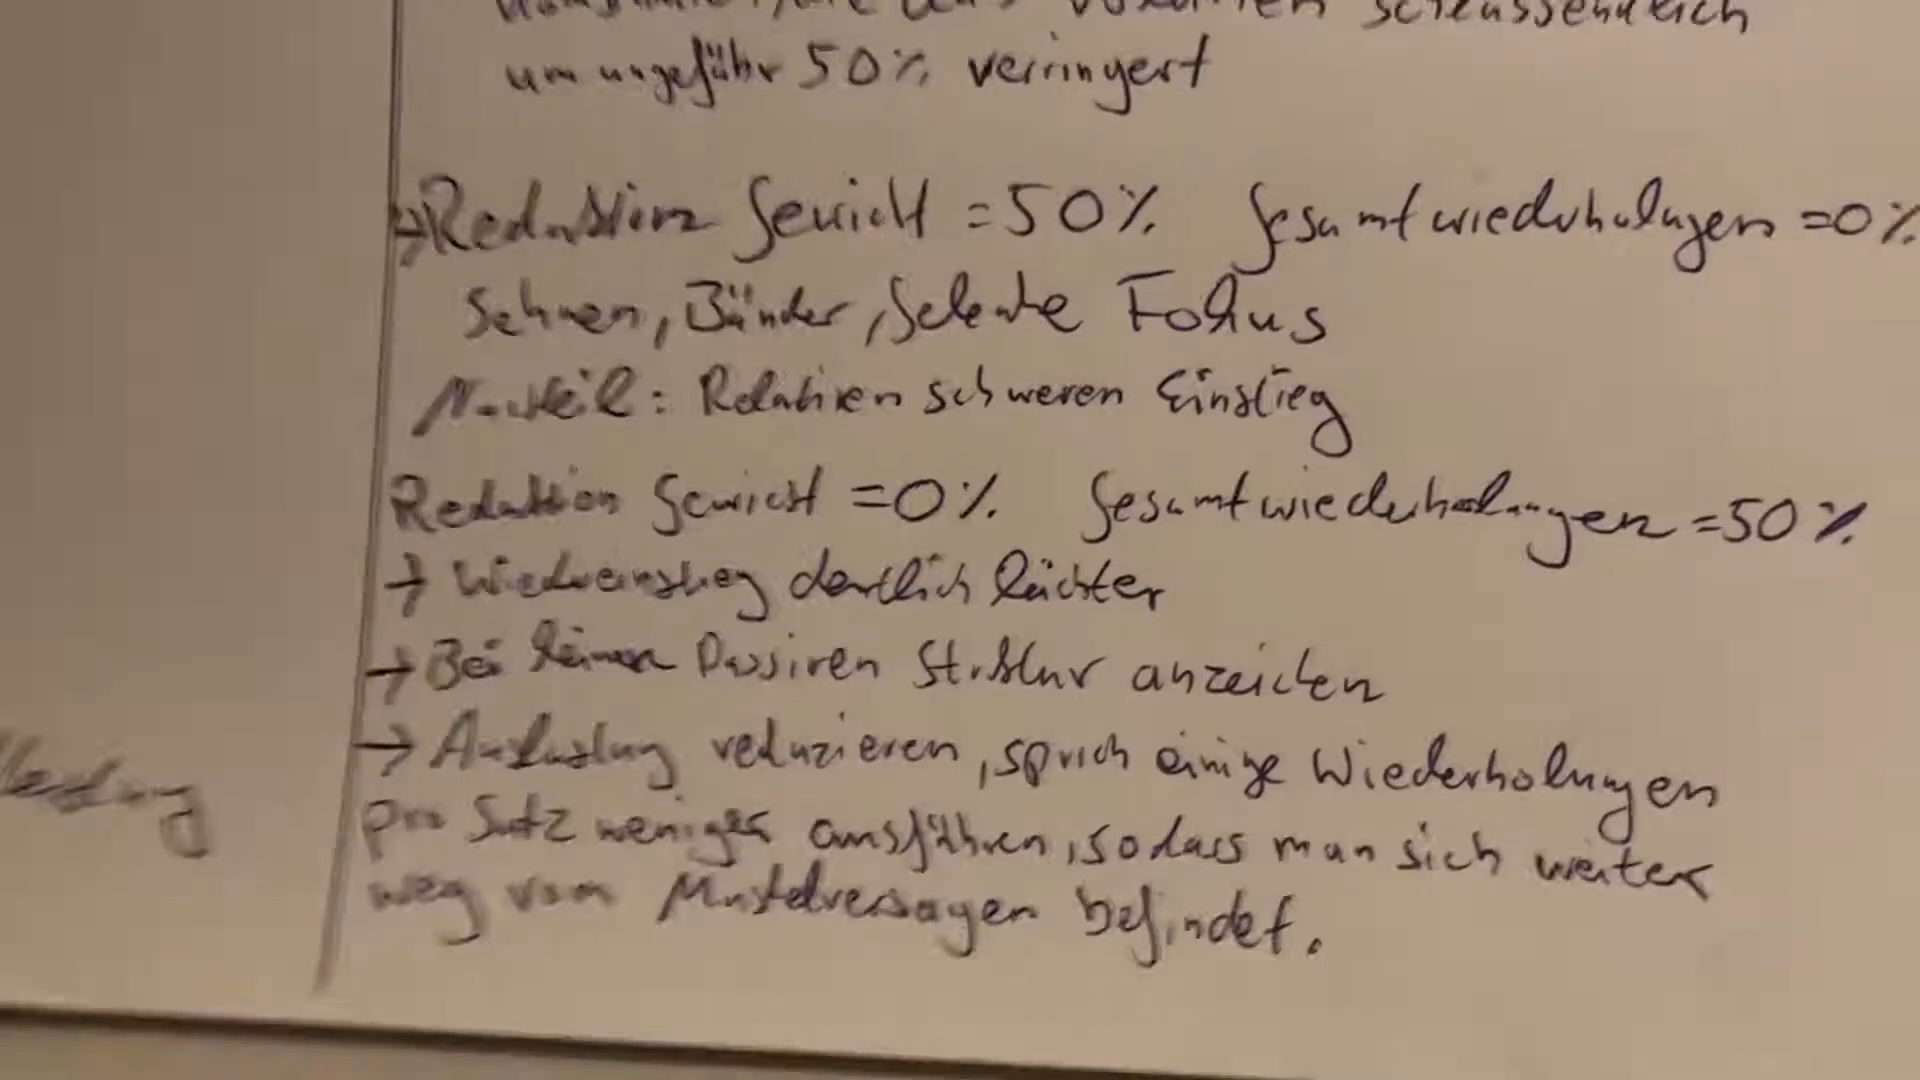 schlussendlich
um ungefähr 50% verringert
→Reduktion Gewicht =50% Gesamtwiederholungen =0%
Sehnen, Bänder, Gelenke Fokus
Nachteil: Relativen schweren Einstieg
Reduktion Gewicht =0% Gesamtwiederholungen =50%
→ Wiedereinstieg deutlich leichter
→ Bei keinen Passiven Struktur anzeichen
→ Auslastung reduzieren, sprich einige Wiederholungen
pro Satz weniger ausführen, sodass man sich weiter
weg vom Muskelversagen befindet.